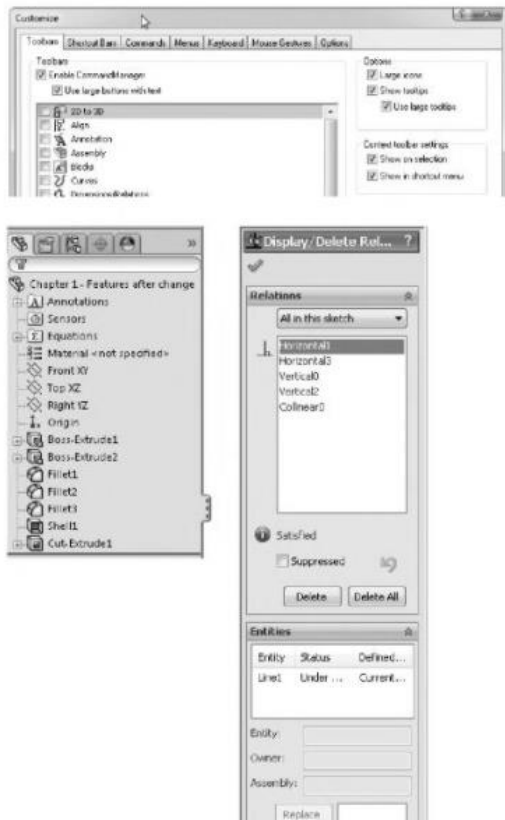 Customize
Toolbars Shortcut Bars Commands Menus Keyboard Mouse Gestures Options
Toolbars
Enable CommandManager
Use large buttons with text
2D to 3D
Align
Annotation
Assembly
Blocks
Curves
Dimensions/Relations
Options
Large icons
Show tooltips
Use large tooltips
Context toolbar settings
Show on selection
Show in shortcut menu
Chapter 1 - Features after change
Annotations
Sensors
Equations
Material <not specified>
Front XY
Top XZ
Right YZ
Origin
Boss-Extrude1
Boss-Extrude2
Fillet1
Fillet2
Fillet3
Shell1
Cut-Extrude1
Display/Delete Rel... ?
Relations
All in this sketch
Horizontal1
Horizontal3
Vertical0
Vertical2
Collinear0
Satisfied
Suppressed
Delete Delete All
Entities
Entity Status Defined...
Line1 Under ... Current...
Entity:
Owner:
Assembly:
Replace